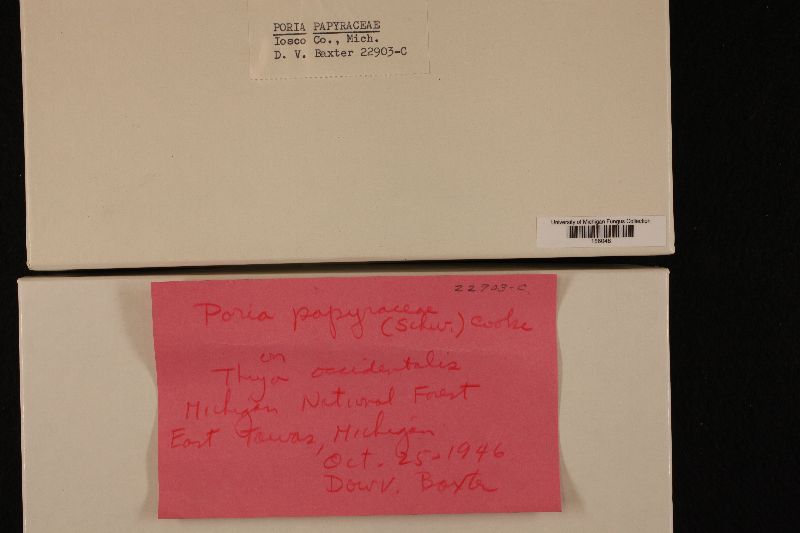 PORIA PAPYRACEAE
Iosco Co., Mich.
D. V. Baxter 22903-C
University of Michigan Fungus Collection
22903-C
Poria papyraceae
(Schw.) Cooke
on
Thuja occidentalis
Michigan National Forest
East Tawas, Michigan
Oct. 25-1946
Dow V. Baxter